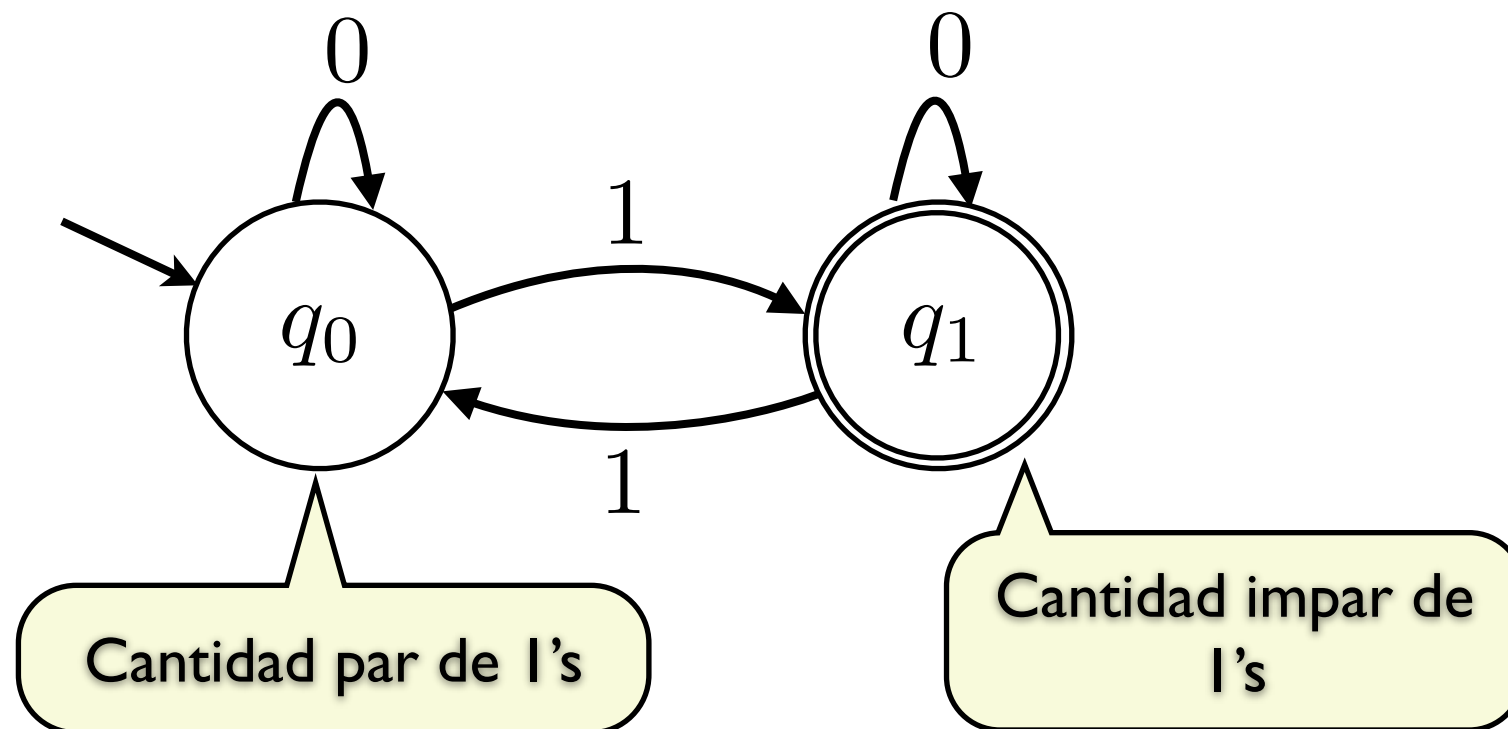 0
0
1
q₀
q₁
1
Cantidad par de 1's
Cantidad impar de
1's